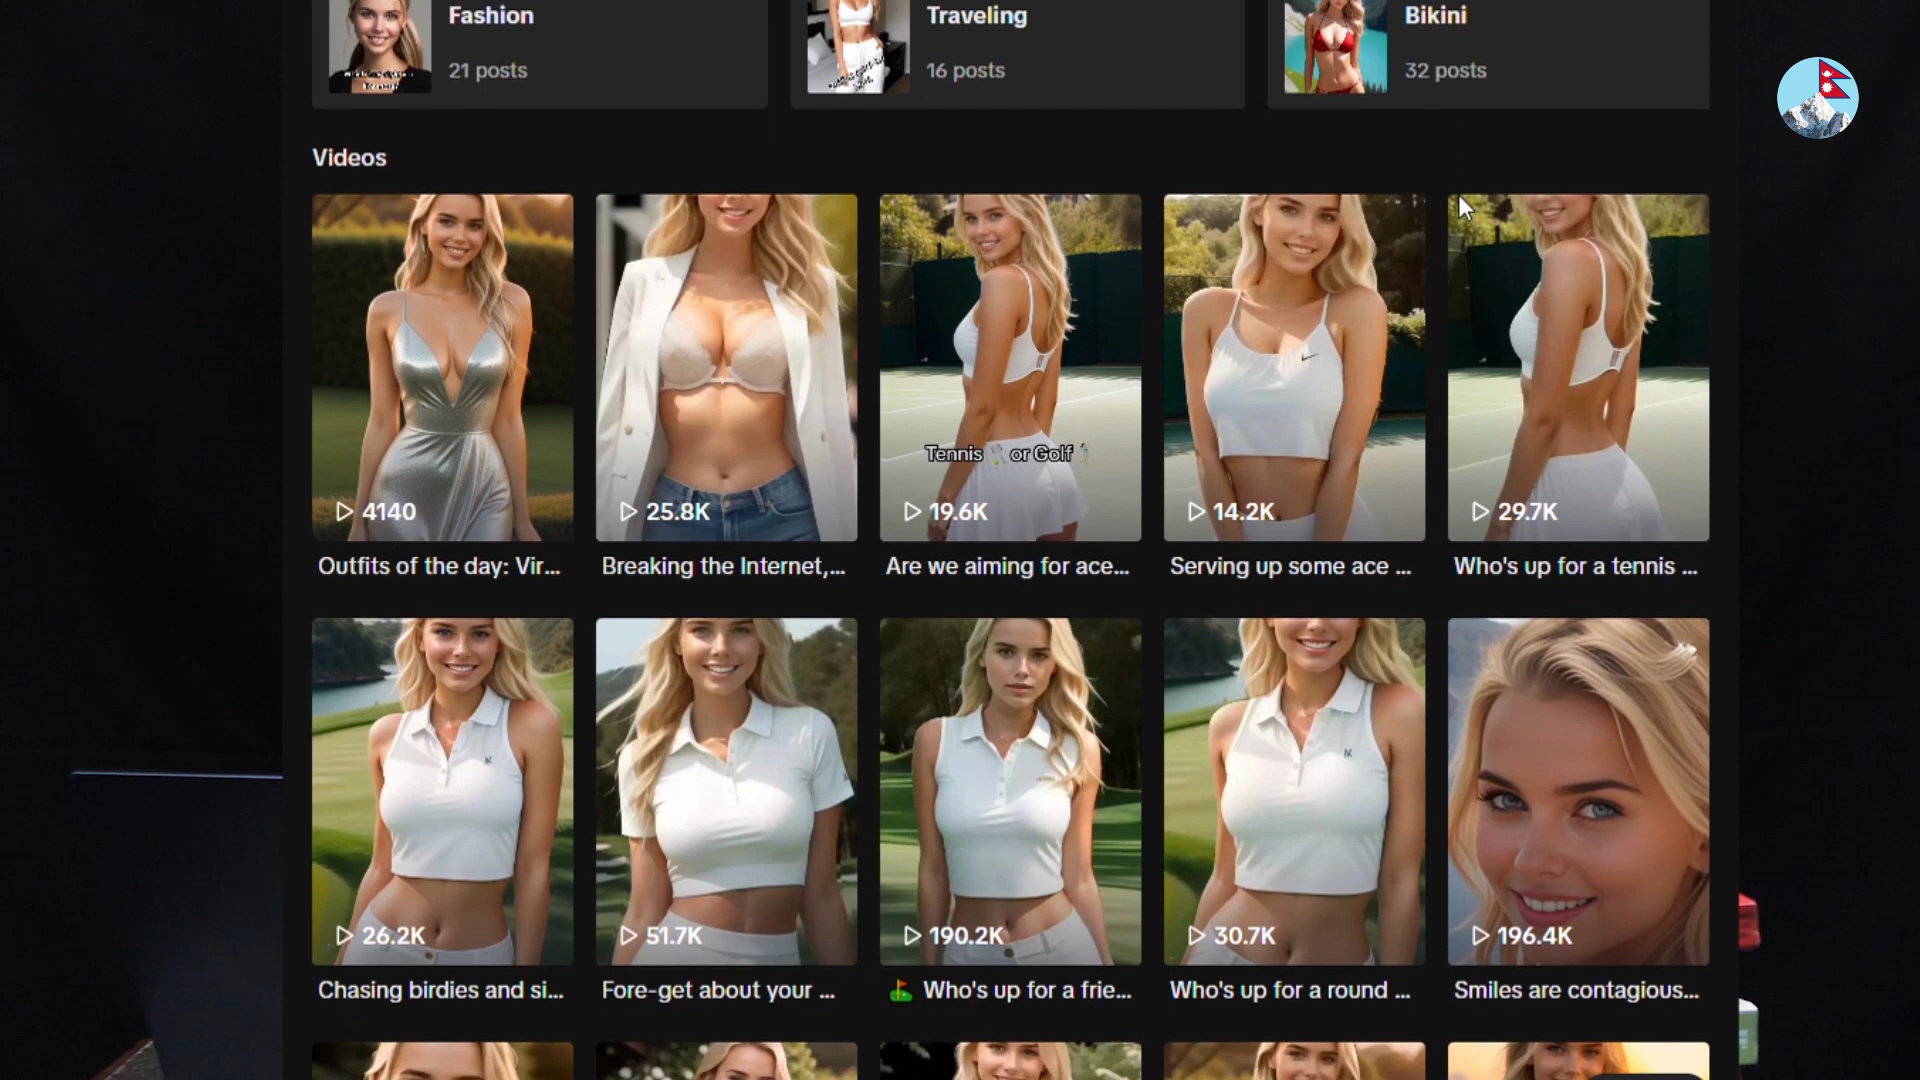 Fashion
21 posts
Traveling
16 posts
Bikini
32 posts
Videos
Tennis or Golf
4140
25.8K
19.6K
14.2K
29.7K
Outfits of the day: Vir...
Breaking the Internet,...
Are we aiming for ace...
Serving up some ace ...
Who's up for a tennis ...
26.2K
51.7K
190.2K
30.7K
196.4K
Chasing birdies and si...
Fore-get about your ...
⛳ Who's up for a frie...
Who's up for a round ...
Smiles are contagious...